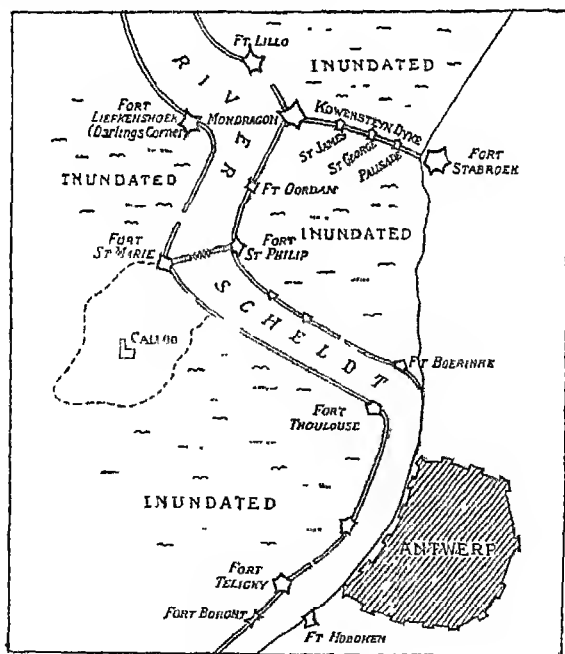 FT LILLO
INUNDATED
RIVER
FORT
LIEFKENSHOEK
(Darlings Corner)
MONDRAGON
KOWENSTEYN DYKE
ST JAMES
ST GEORGE
PALISADE
FORT
STABROEK
INUNDATED
FT OORDAM
INUNDATED
FORT
ST MARIE
FORT
ST PHILIP
SCHELDT
CALLOO
FT
FORT
THOULOUSE
INUNDATED
ANTWERP
FORT
TELIGNY
FORT BORGHT
FT HOBOKEN